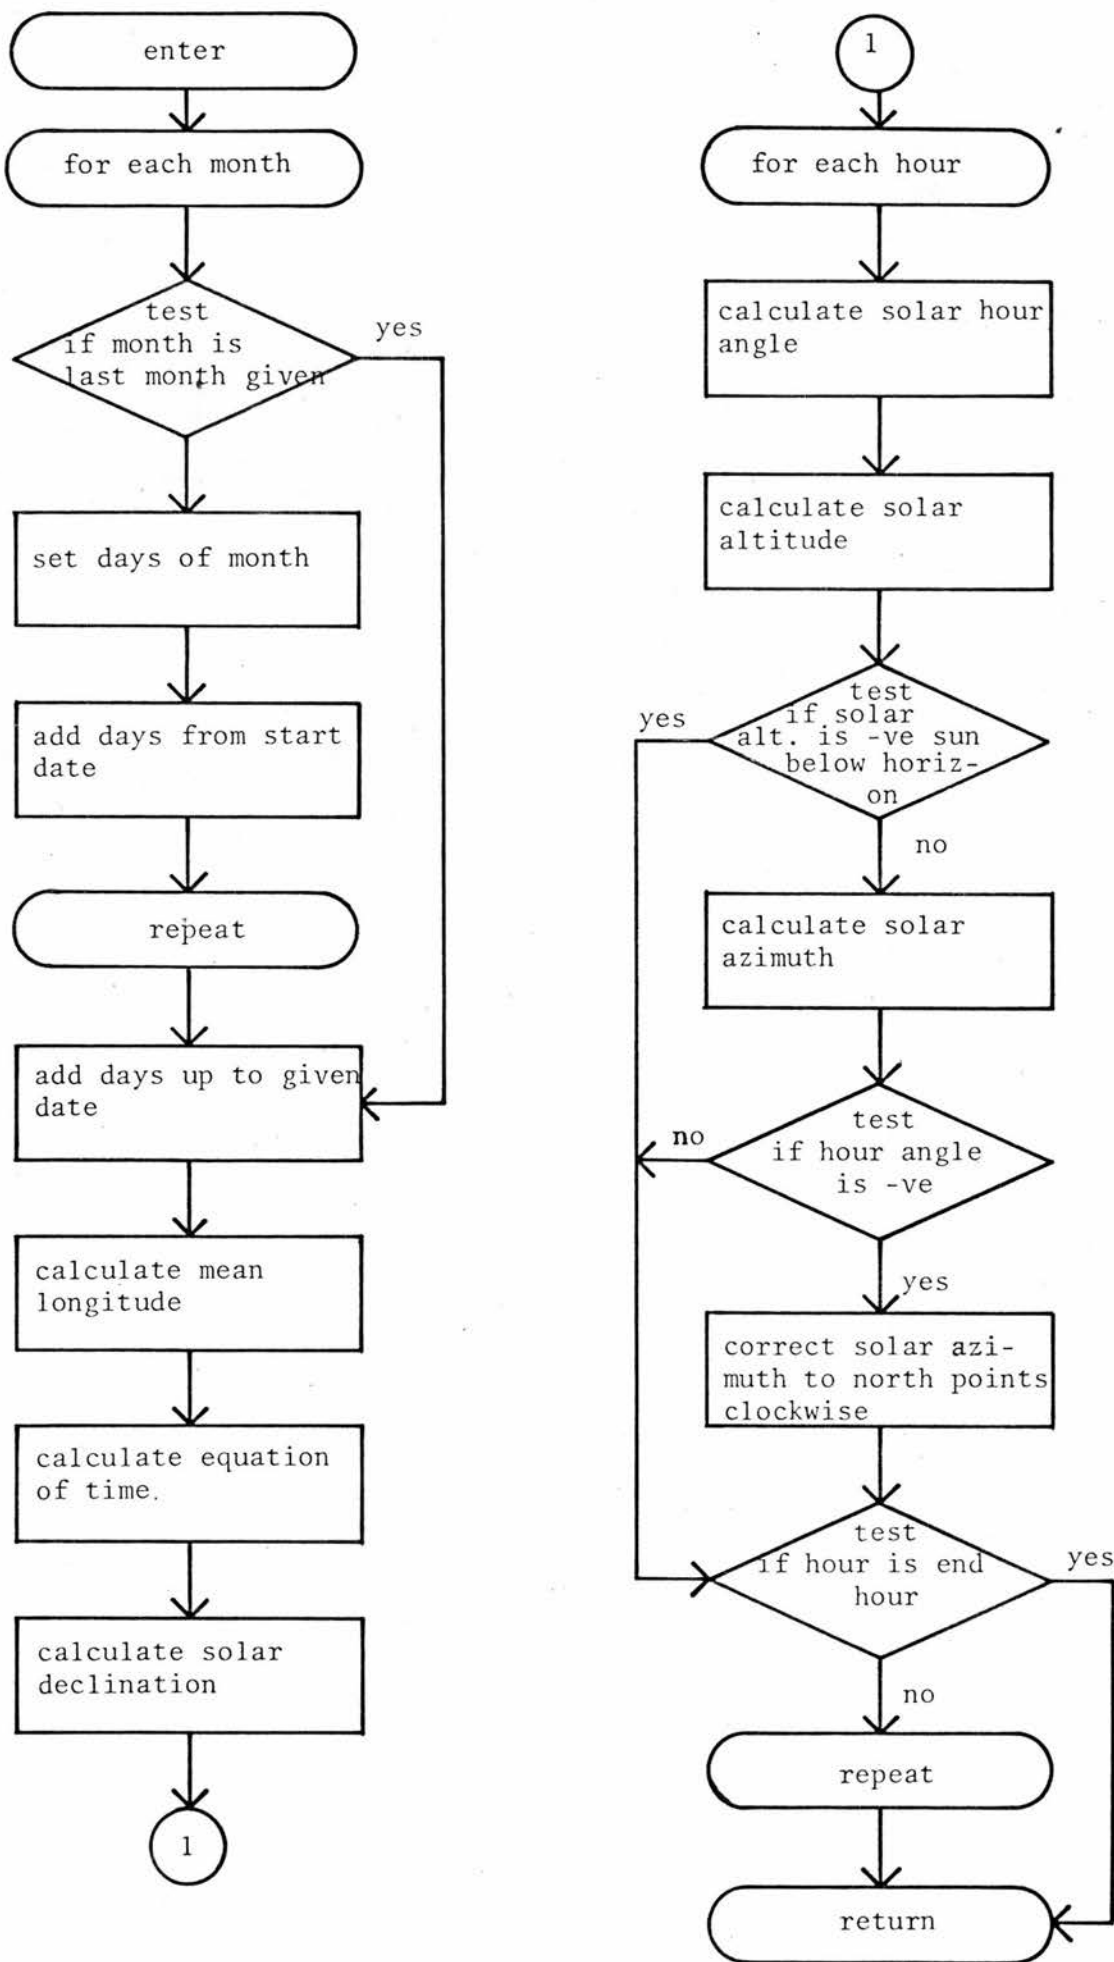 enter
for each month
test
if month is
last month given
yes
set days of month
add days from start
date
repeat
add days up to given
date
calculate mean
longitude
calculate equation
of time.
calculate solar
declination
1
1
for each hour
calculate solar hour
angle
calculate solar
altitude
test
if solar
alt. is -ve sun
below horiz-
on
yes
no
calculate solar
azimuth
test
if hour angle
is -ve
no
yes
correct solar azi-
muth to north points
clockwise
test
if hour is end
hour
yes
no
repeat
return